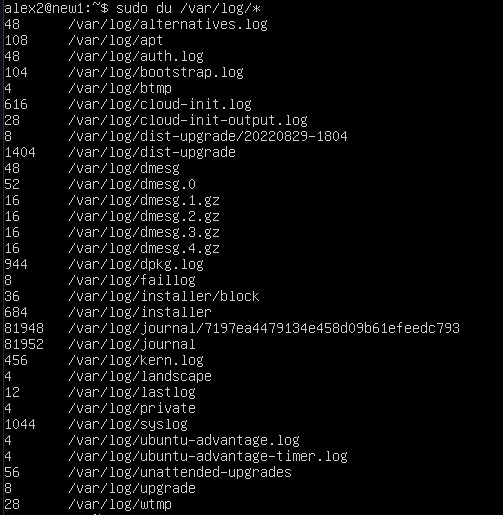 alex2@new1:~$ sudo du /var/log/*
48 /var/log/alternatives.log
108 /var/log/apt
48 /var/log/auth.log
104 /var/log/bootstrap.log
4 /var/log/btmp
616 /var/log/cloud-init.log
28 /var/log/cloud-init-output.log
8 /var/log/dist-upgrade/20220829-1804
1404 /var/log/dist-upgrade
48 /var/log/dmesg
52 /var/log/dmesg.0
16 /var/log/dmesg.1.gz
16 /var/log/dmesg.2.gz
16 /var/log/dmesg.3.gz
16 /var/log/dmesg.4.gz
944 /var/log/dpkg.log
8 /var/log/faillog
36 /var/log/installer/block
684 /var/log/installer
81948 /var/log/journal/7197ea4479134e458d09b61efeedc793
81952 /var/log/journal
456 /var/log/kern.log
4 /var/log/landscape
12 /var/log/lastlog
4 /var/log/private
1044 /var/log/syslog
4 /var/log/ubuntu-advantage.log
4 /var/log/ubuntu-advantage-timer.log
56 /var/log/unattended-upgrades
8 /var/log/upgrade
28 /var/log/wtmp